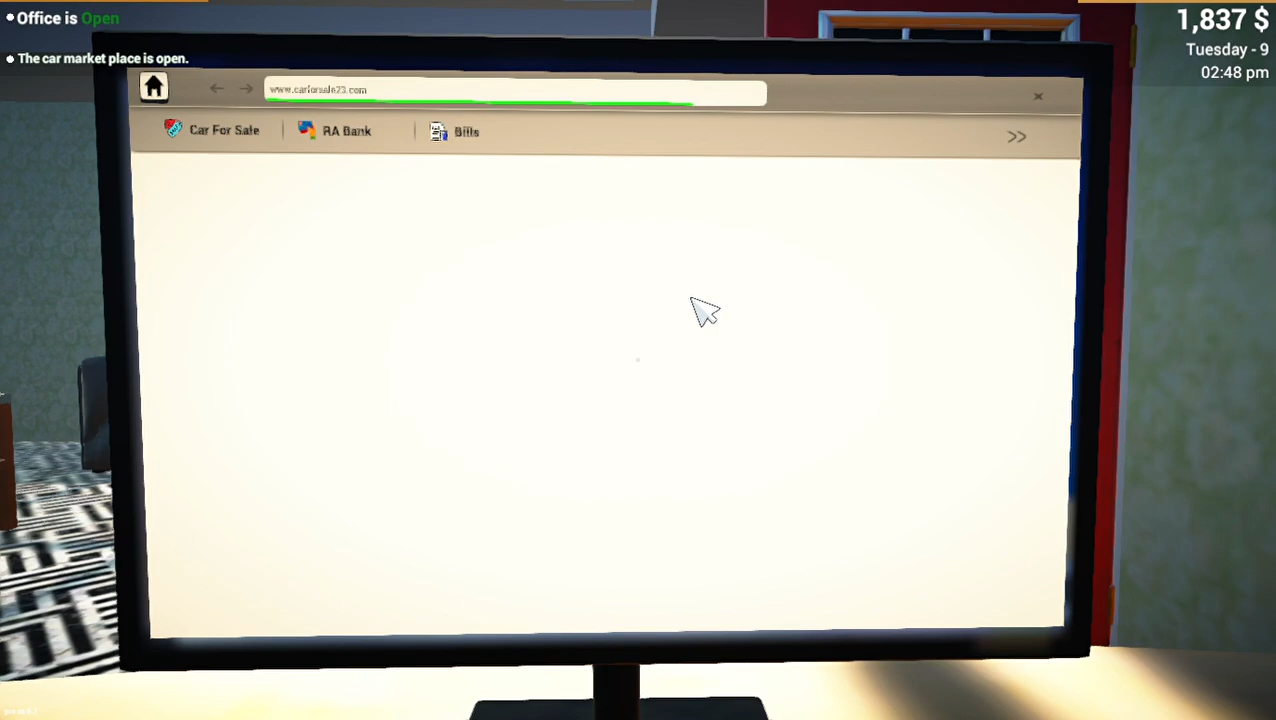 Office is Open
1,837 $
Tuesday - 9
The car market place is open.
02:48 pm
www.carforsale23.com
Car For Sale
RA Bank
Bills
>>